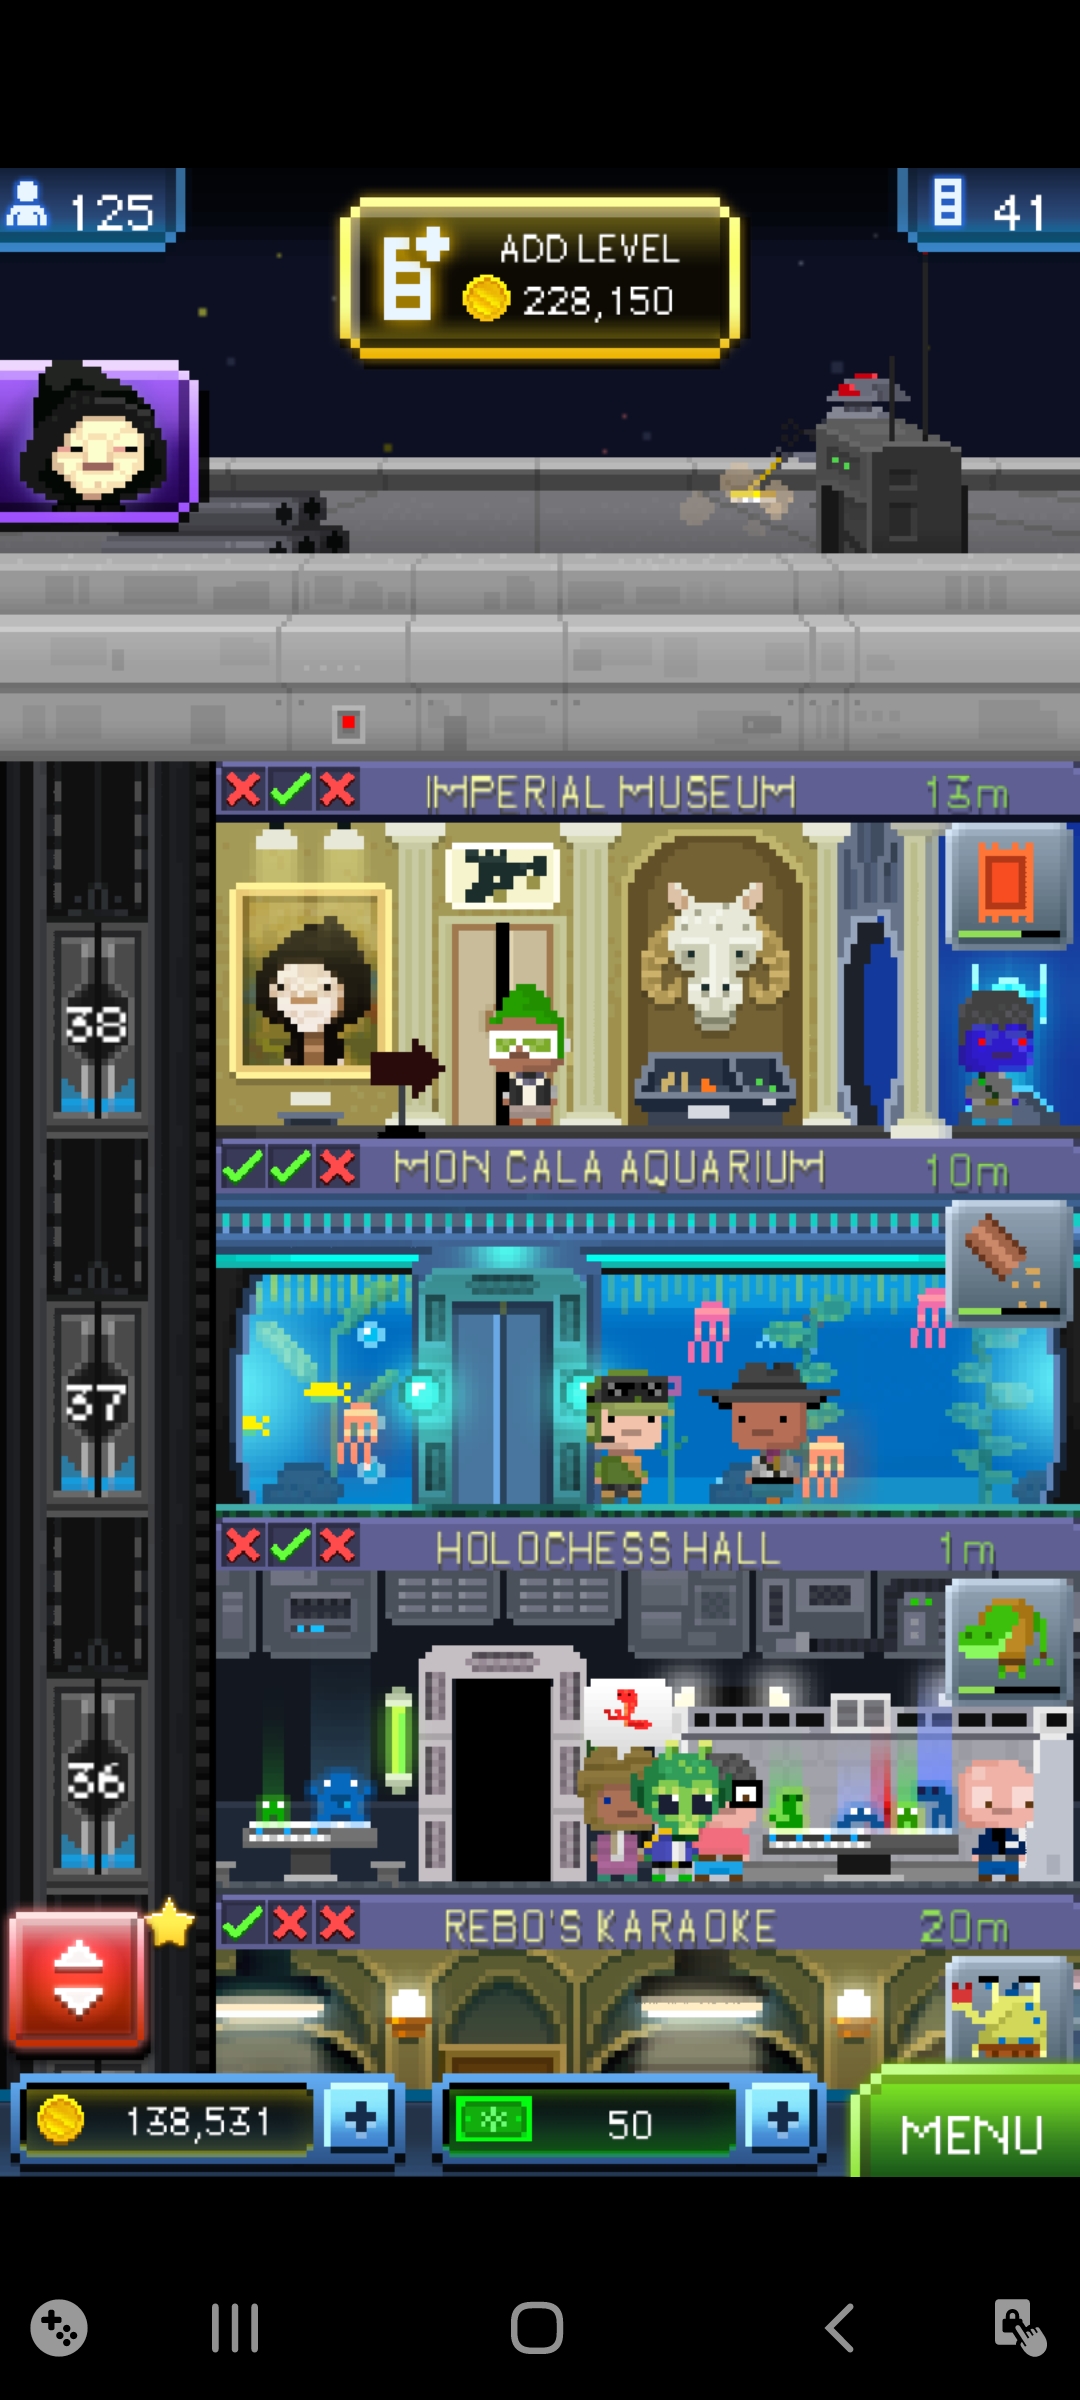 125
ADD LEVEL
228,150
41
IMPERIAL MUSEUM 13m
38
MON CALA AQUARIUM 10m
37
HOLOCHESS HALL 1m
36
REBO'S KARAOKE 20m
138,531
50
MENU